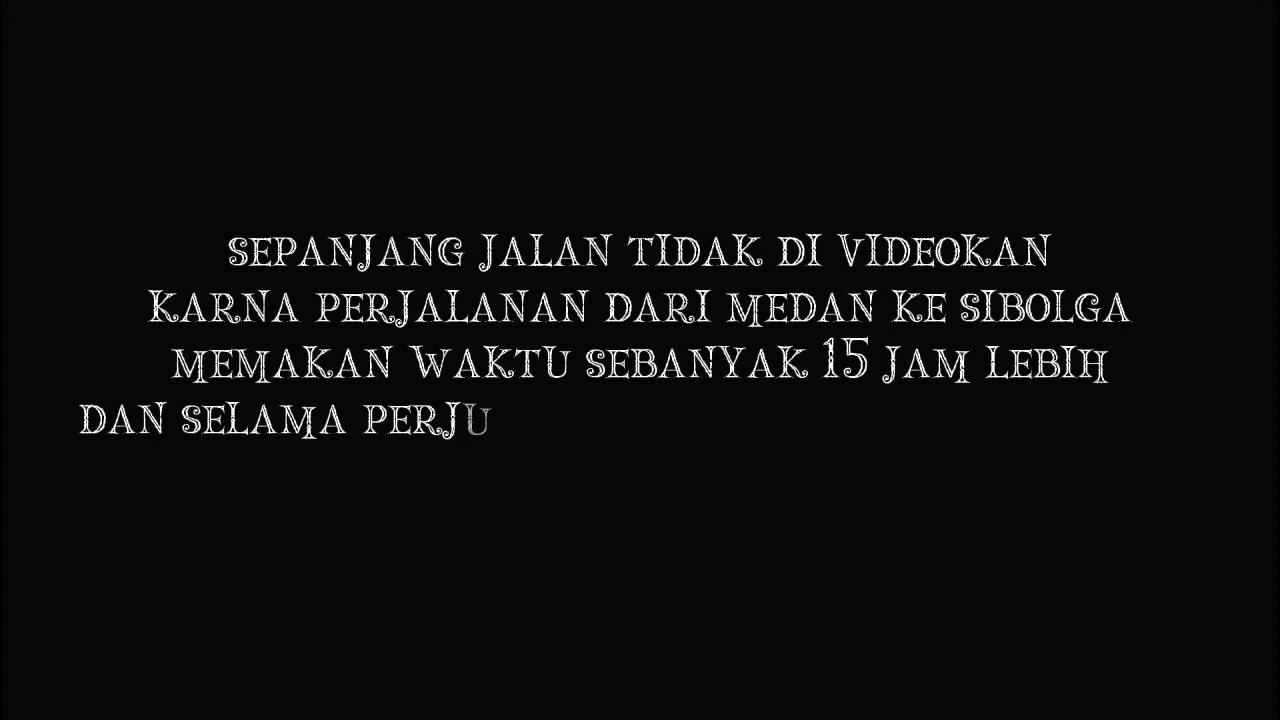 SEPANJANG JALAN TIDAK DI VIDEOKAN
KARNA PERJALANAN DARI MEDAN KE SIBOLGA
MEMAKAN WAKTU SEBANYAK 15 JAM LEBIH
DAN SELAMA PERJU